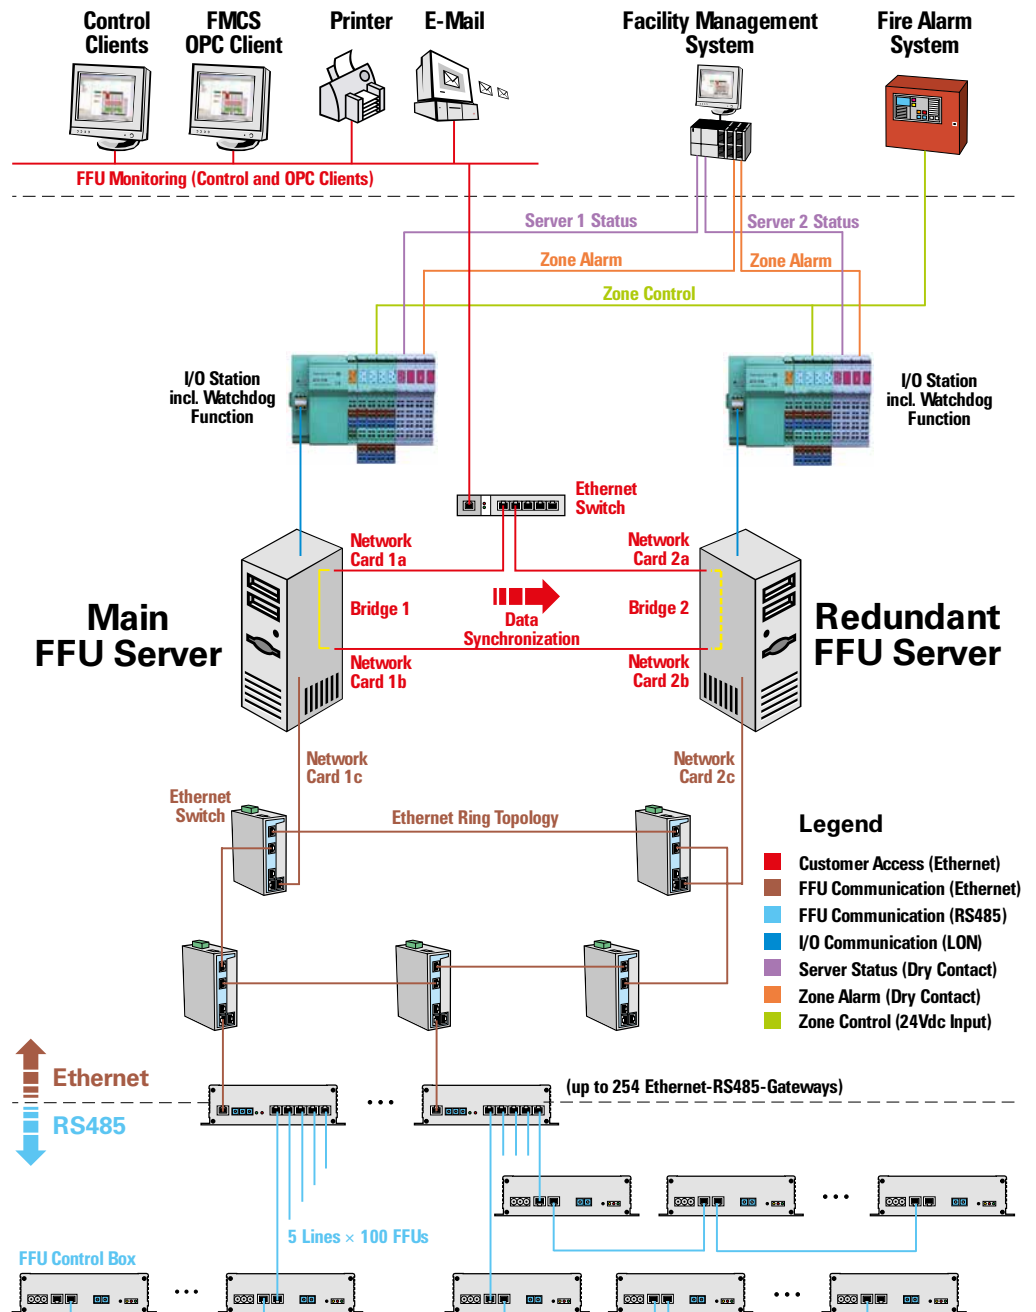 Control
Clients
FMCS
OPC Client
Printer
E-Mail
Facility Management
System
Fire Alarm
System
FFU Monitoring (Control and OPC Clients)
Server 1 Status
Server 2 Status
Zone Alarm
Zone Alarm
Zone Control
I/O Station
incl. Watchdog
Function
I/O Station
incl. Watchdog
Function
Ethernet
Switch
Network
Card 1a
Network
Card 2a
Main
FFU Server
Bridge 1
Data
Synchronization
Bridge 2
Redundant
FFU Server
Network
Card 1b
Network
Card 2b
Network
Card 1c
Network
Card 2c
Ethernet
Switch
Ethernet Ring Topology
Legend
Customer Access (Ethernet)
FFU Communication (Ethernet)
FFU Communication (RS485)
I/O Communication (LON)
Server Status (Dry Contact)
Zone Alarm (Dry Contact)
Zone Control (24Vdc Input)
Ethernet
RS485
(up to 254 Ethernet-RS485-Gateways)
5 Lines × 100 FFUs
FFU Control Box